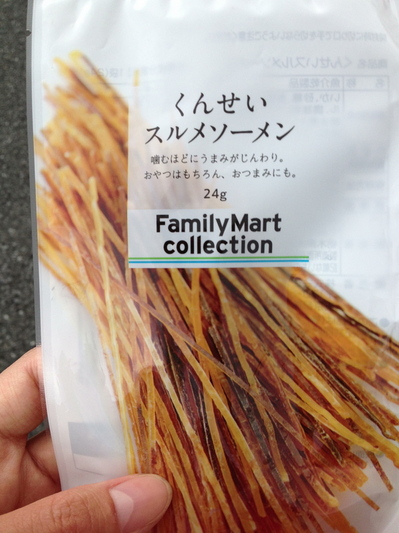 くんせい
スルメソーメン
噛むほどにうまみがじんわり。
おやつはもちろん、おつまみにも。
24g
FamilyMart
collection